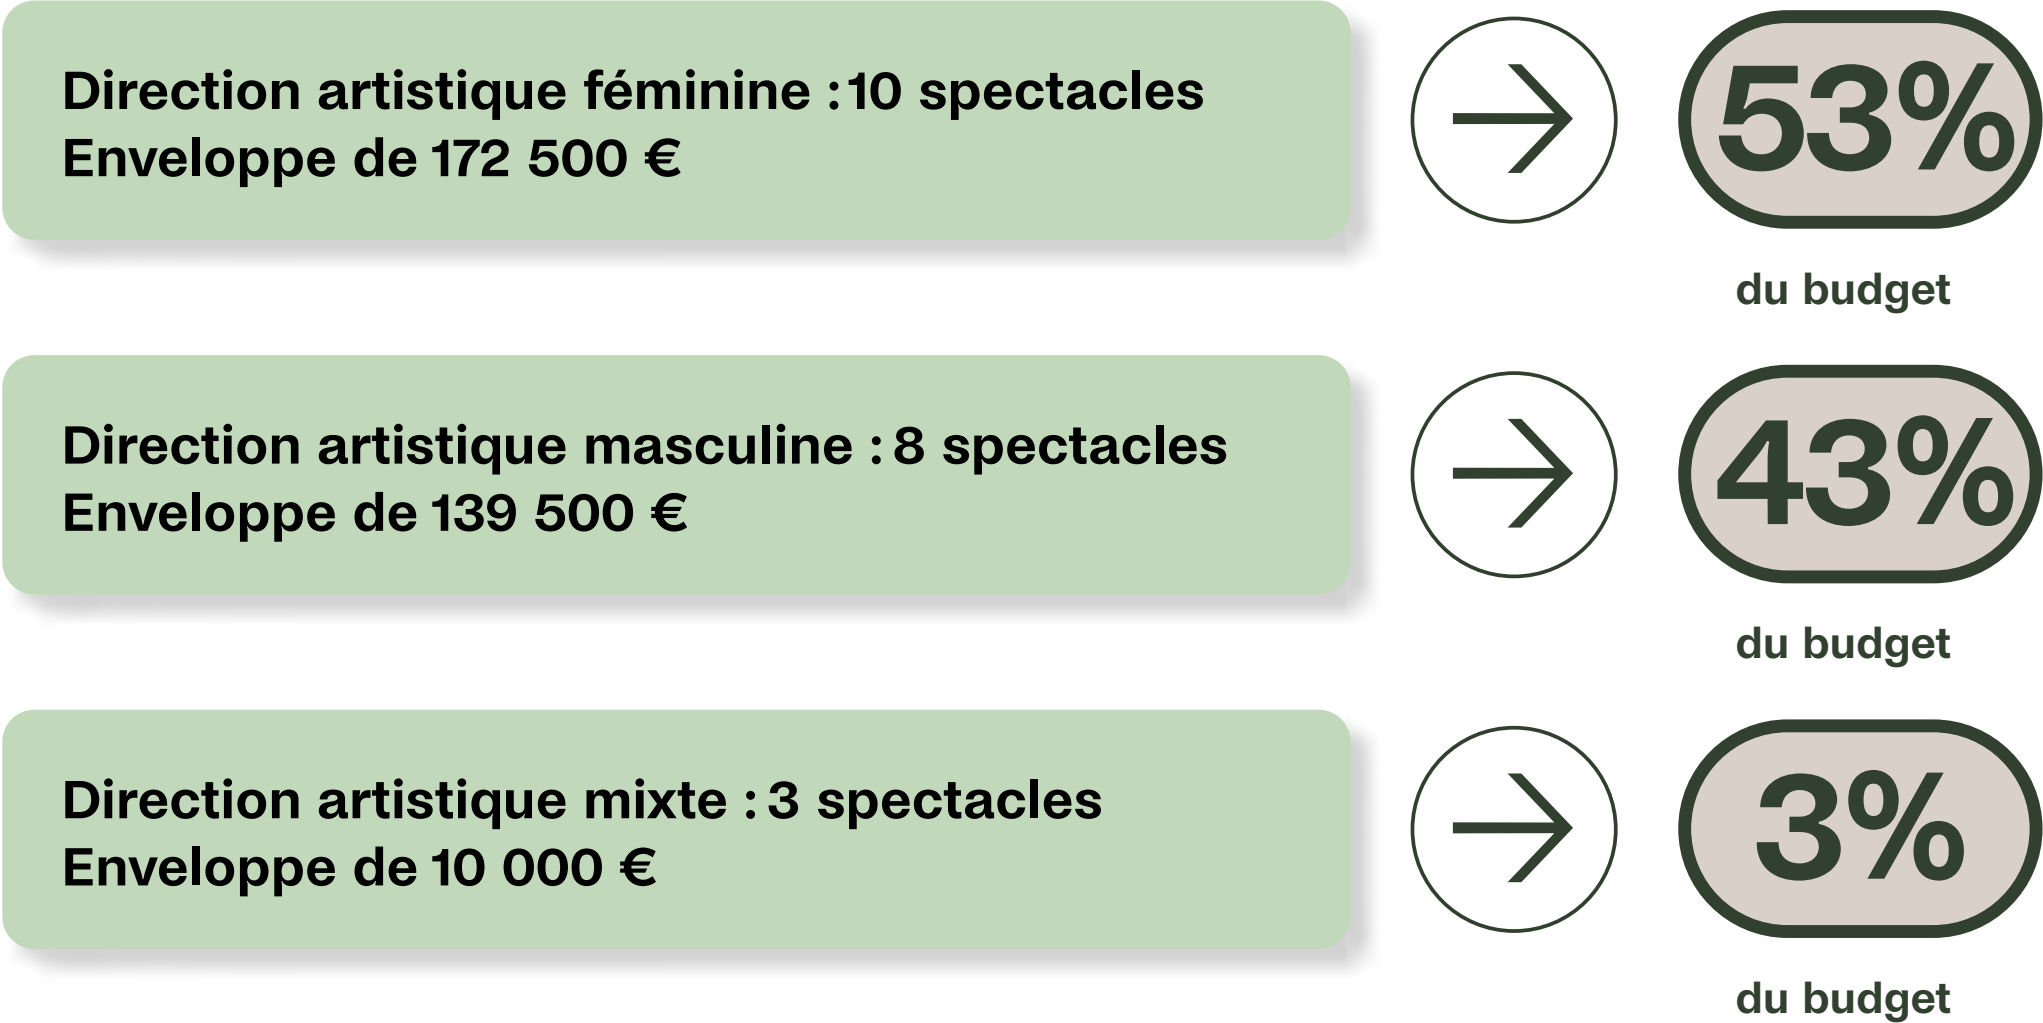 Direction artistique féminine : 10 spectacles
Enveloppe de 172 500 €
53%
du budget
Direction artistique masculine : 8 spectacles
Enveloppe de 139 500 €
43%
du budget
Direction artistique mixte : 3 spectacles
Enveloppe de 10 000 €
3%
du budget